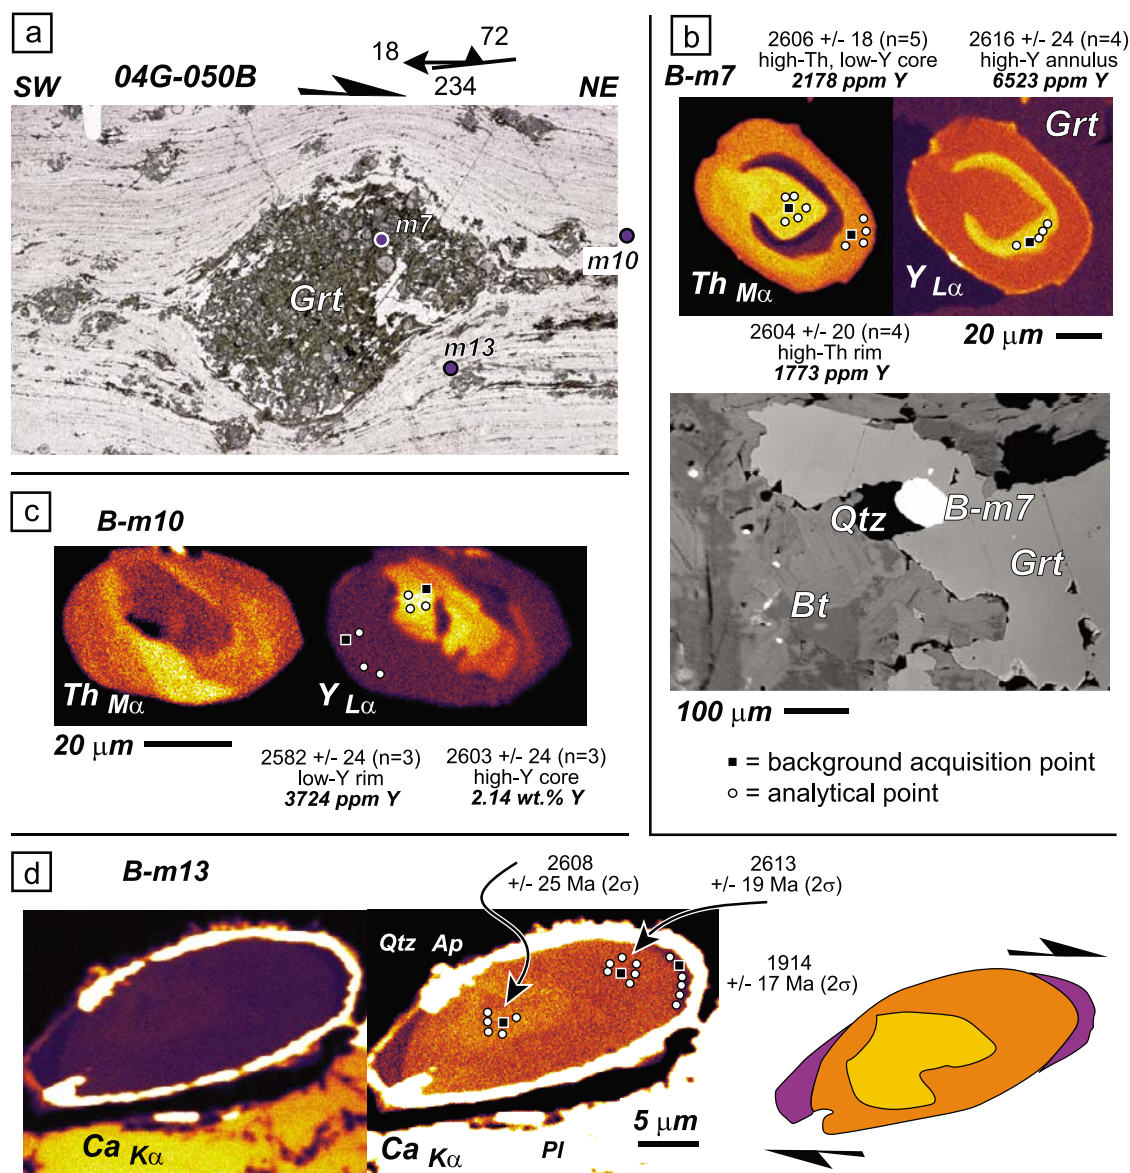 a
04G-050B
SW
NE
18
72
234
m7
m10
Grt
m13
b
B-m7
2606 +/- 18 (n=5)
high-Th, low-Y core
2178 ppm Y
2616 +/- 24 (n=4)
high-Y annulus
6523 ppm Y
Grt
Th Mα
Y Lα
2604 +/- 20 (n=4)
high-Th rim
1773 ppm Y
20 μm
Qtz
B-m7
Grt
Bt
100 μm
■ = background acquisition point
○ = analytical point
c
B-m10
Th Mα
Y Lα
20 μm
2582 +/- 24 (n=3)
low-Y rim
3724 ppm Y
2603 +/- 24 (n=3)
high-Y core
2.14 wt.% Y
d
B-m13
2608
+/- 25 Ma (2σ)
2613
+/- 19 Ma (2σ)
1914
+/- 17 Ma (2σ)
Qtz Ap
Ca Kα
Ca Kα
Pl
5 μm